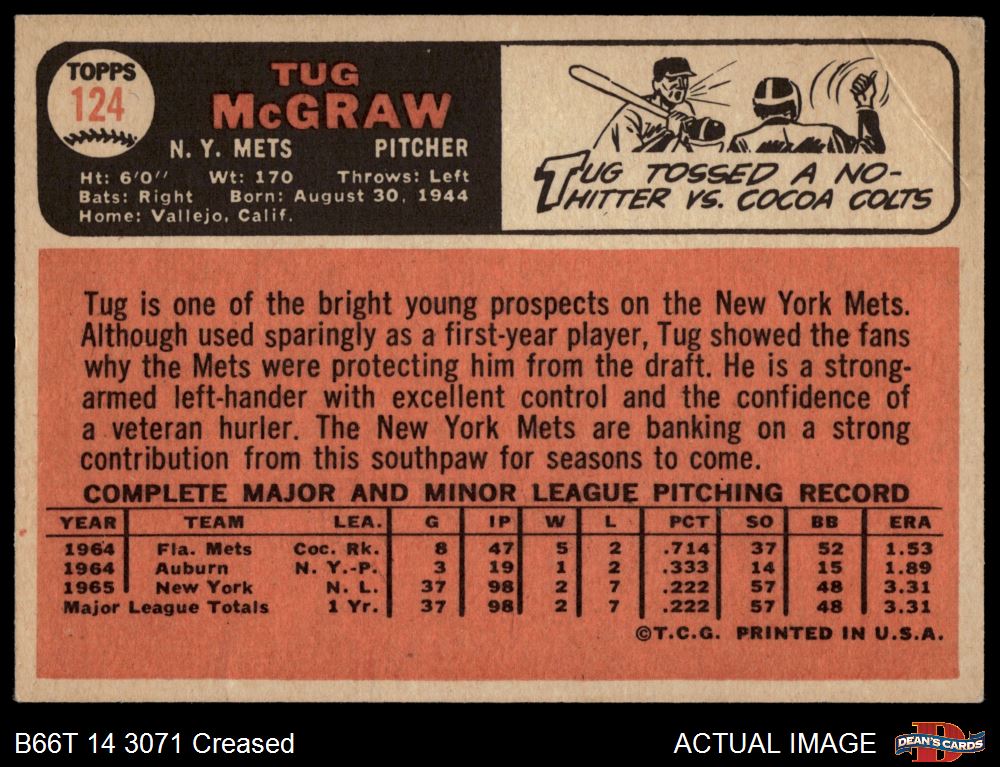 TOPPS
124
TUG
McGRAW
N. Y. METS PITCHER
Ht: 6'0" Wt: 170 Throws: Left
Bats: Right Born: August 30, 1944
Home: Vallejo, Calif.
TUG TOSSED A NO-
HITTER VS. COCOA COLTS
Tug is one of the bright young prospects on the New York Mets.
Although used sparingly as a first-year player, Tug showed the fans
why the Mets were protecting him from the draft. He is a strong-
armed left-hander with excellent control and the confidence of
a veteran hurler. The New York Mets are banking on a strong
contribution from this southpaw for seasons to come.
COMPLETE MAJOR AND MINOR LEAGUE PITCHING RECORD
YEAR TEAM LEA. G IP W L PCT SO BB ERA
1964 Fla. Mets Coc. Rk. 8 47 5 2 .714 37 52 1.53
1964 Auburn N. Y.-P. 3 19 1 2 .333 14 15 1.89
1965 New York N. L. 37 98 2 7 .222 57 48 3.31
Major League Totals 1 Yr. 37 98 2 7 .222 57 48 3.31
©T.C.G. PRINTED IN U.S.A.
B66T 14 3071 Creased
ACTUAL IMAGE
D
DEAN'S CARDS